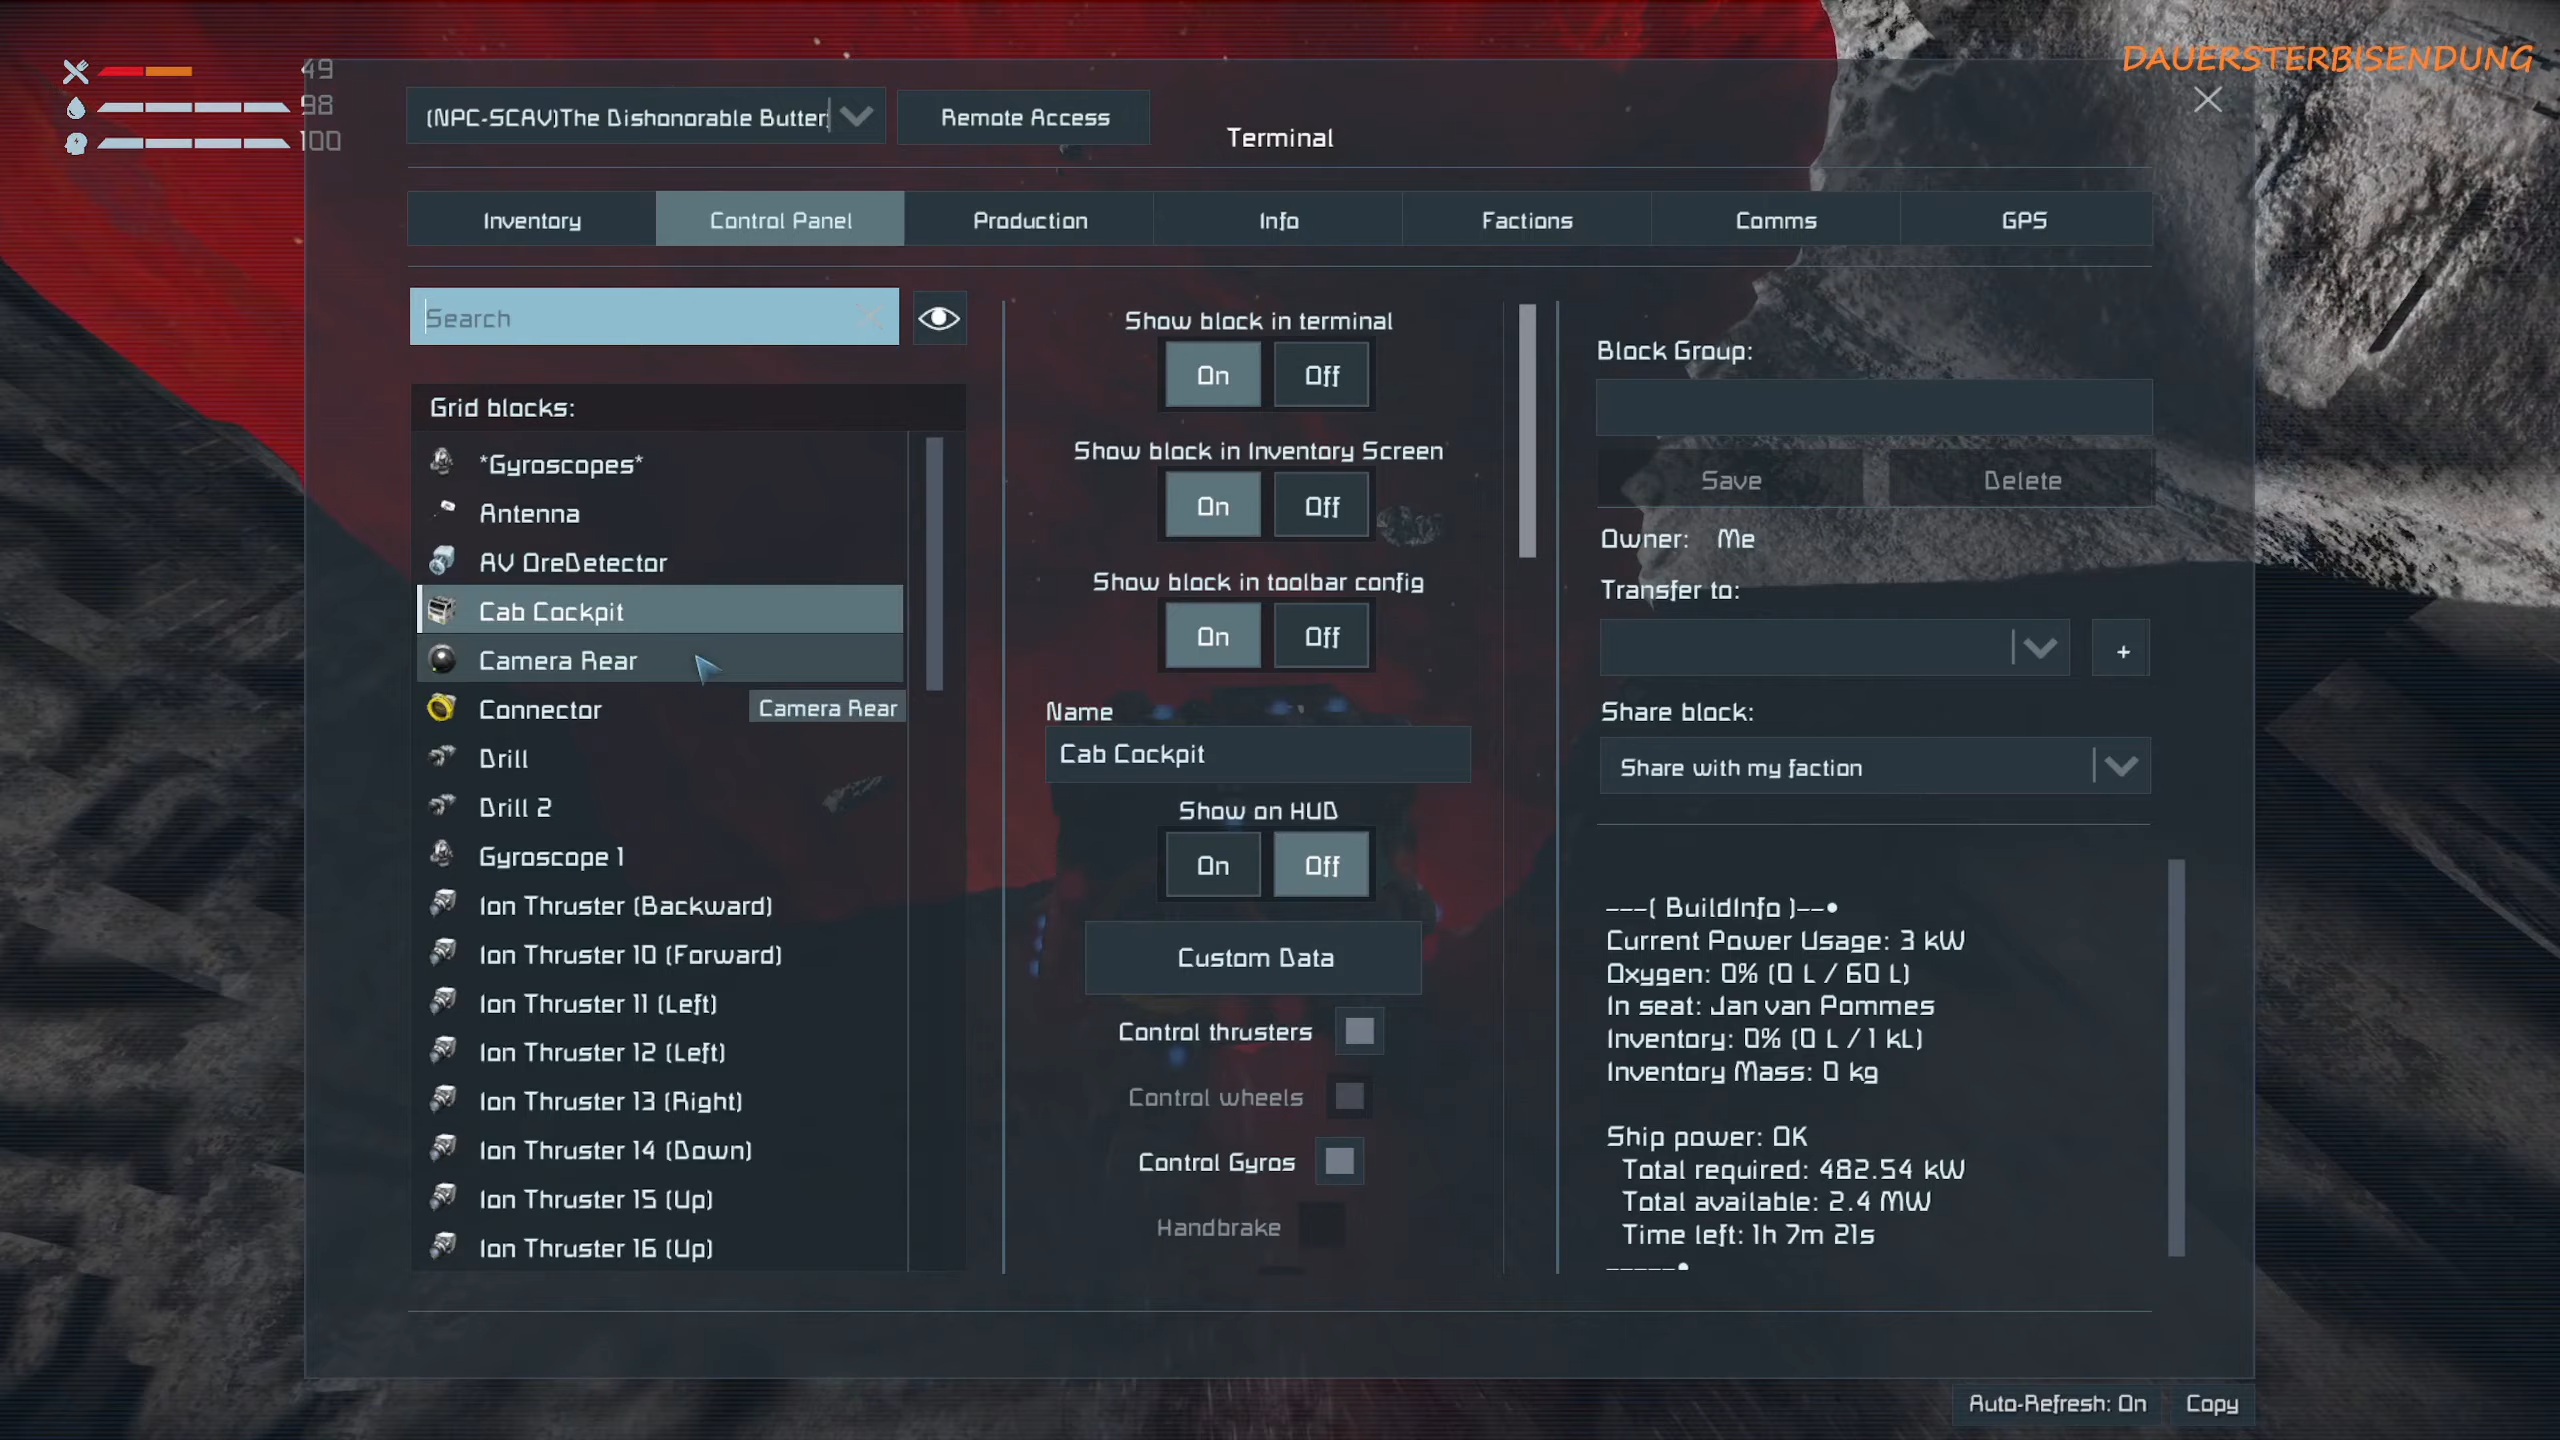 49
98
100
DAUERSTERBISENDUNG
(NPC-SCAV)The Dishonorable Butter
Remote Access
Terminal
Inventory
Control Panel
Production
Info
Factions
Comms
GPS
Search
Grid blocks:
*Gyroscopes*
Antenna
AV OreDetector
Cab Cockpit
Camera Rear
Connector
Camera Rear
Drill
Drill 2
Gyroscope 1
Ion Thruster (Backward)
Ion Thruster 10 (Forward)
Ion Thruster 11 (Left)
Ion Thruster 12 (Left)
Ion Thruster 13 (Right)
Ion Thruster 14 (Down)
Ion Thruster 15 (Up)
Ion Thruster 16 (Up)
Show block in terminal
On Off
Show block in Inventory Screen
On Off
Show block in toolbar config
On Off
Name
Cab Cockpit
Show on HUD
On Off
Custom Data
Control thrusters
Control wheels
Control Gyros
Handbrake
Block Group:
Save Delete
Owner: Me
Transfer to:
+
Share block:
Share with my faction
---( BuildInfo )--•
Current Power Usage: 3 kW
Oxygen: 0% (0 L / 60 L)
In seat: Jan van Pommes
Inventory: 0% (0 L / 1 kL)
Inventory Mass: 0 kg
Ship power: OK
Total required: 482.54 kW
Total available: 2.4 MW
Time left: 1h 7m 21s
-----•
Auto-Refresh: On
Copy